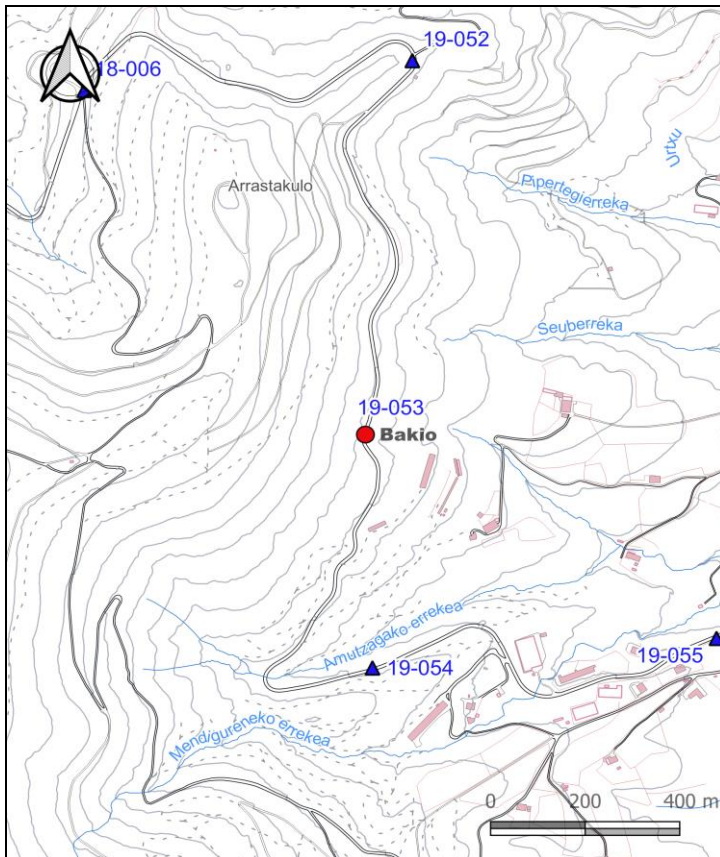 19-052
18-006
Urtxu
Arrastakulo
Pipertegierreka
Seuberreka
19-053
Bakio
Amutzagako errekea
19-054
19-055
Mendigureneko errekea
0 200 400 m